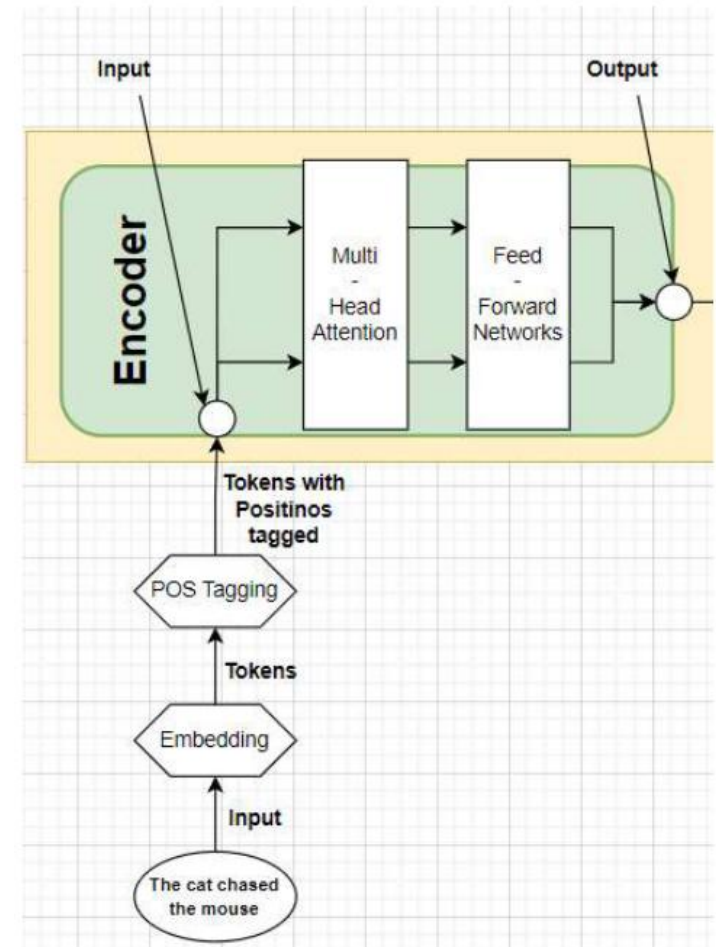 Input
Output
Encoder
Multi
-
Head
Attention
Feed
-
Forward
Networks
Tokens with
Positinos
tagged
POS Tagging
Tokens
Embedding
Input
The cat chased
the mouse